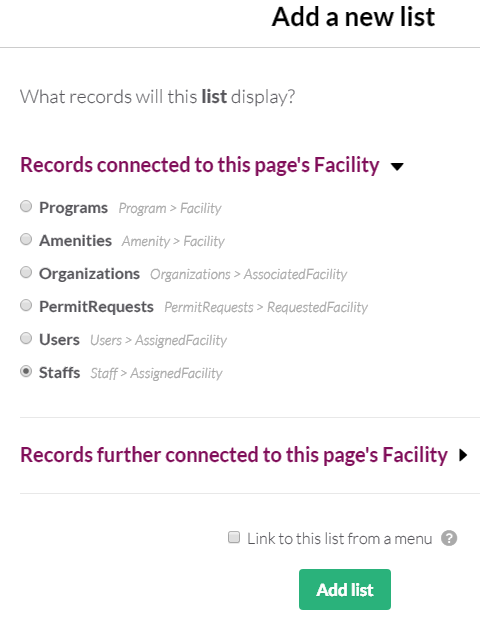 Add a new list
What records will this list display?
Records connected to this page's Facility
Programs Program > Facility
Amenities Amenity > Facility
Organizations Organizations > AssociatedFacility
PermitRequests PermitRequests > RequestedFacility
Users Users > AssignedFacility
Staffs Staff > AssignedFacility
Records further connected to this page's Facility
Link to this list from a menu ?
Add list